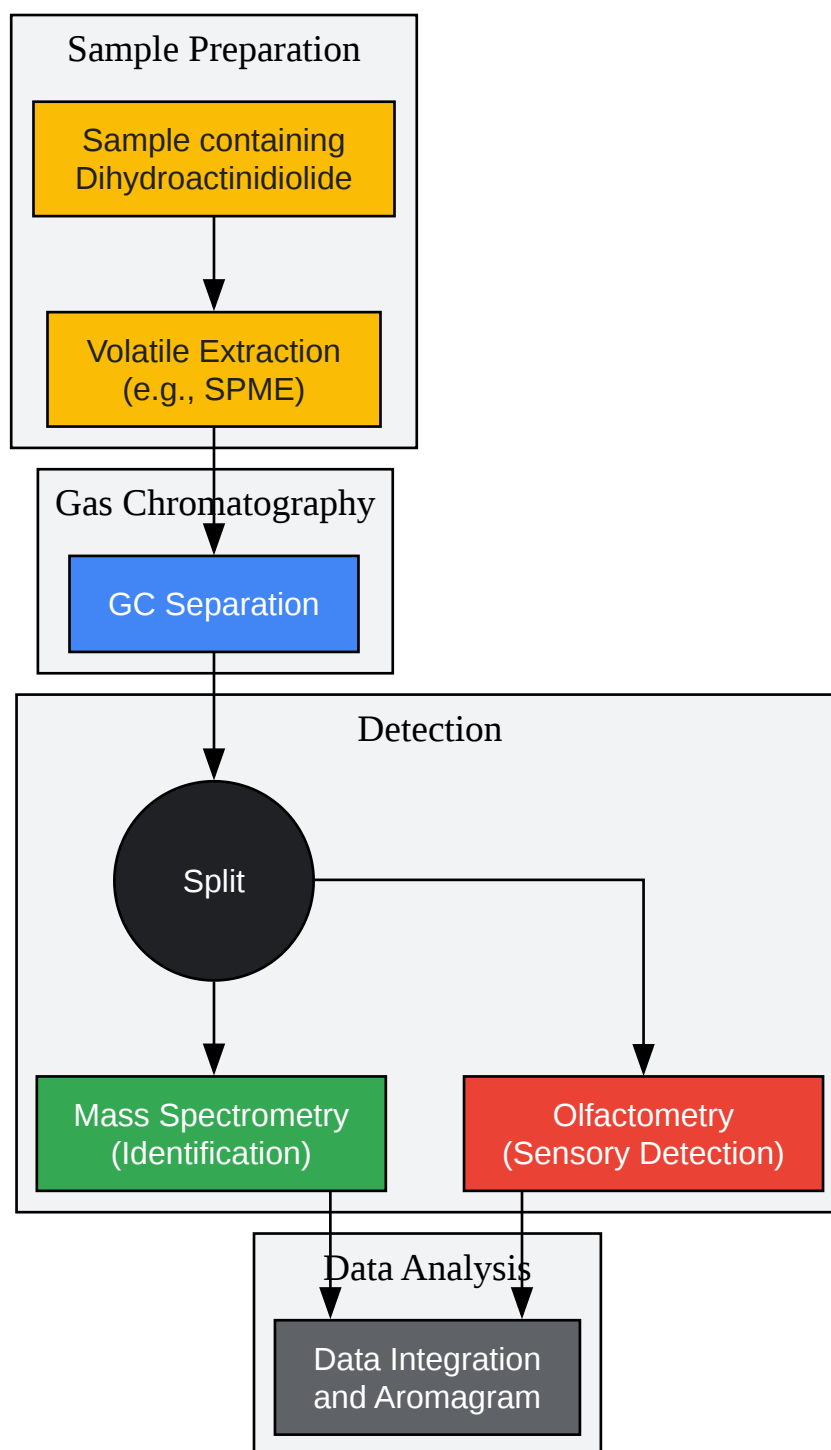 Sample Preparation
Sample containing
Dihydroactinidiolide
Volatile Extraction
(e.g., SPME)
Gas Chromatography
GC Separation
Detection
Split
Mass Spectrometry
(Identification)
Olfactometry
(Sensory Detection)
Data Analysis
Data Integration
and Aromagram